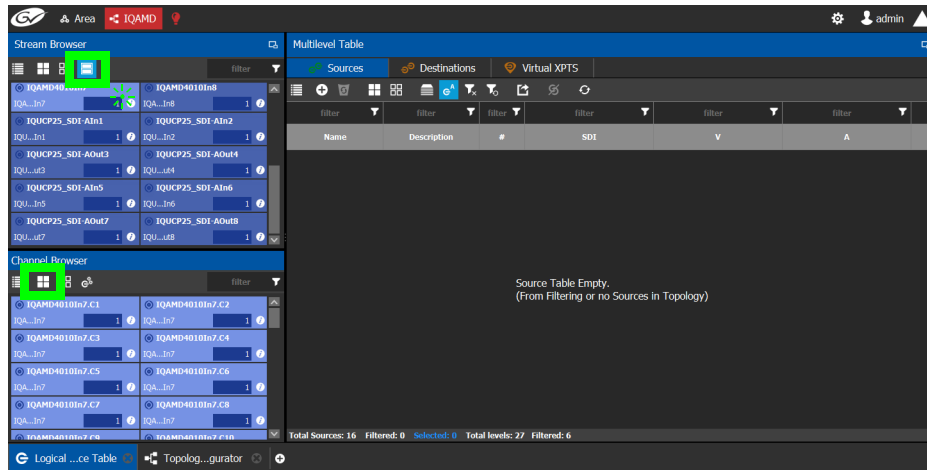 Area IQAMD admin
Stream Browser
filter
IQAMD4010In7 IQAMD4010In8
IQA...In7 1 IQA...In8 1
IQUCP25_SDI-AIn1 IQUCP25_SDI-AIn2
IQU...In1 1 IQU...In2 1
IQUCP25_SDI-AOut3 IQUCP25_SDI-AOut4
IQU...ut3 1 IQU...ut4 1
IQUCP25_SDI-AIn5 IQUCP25_SDI-AIn6
IQU...In5 1 IQU...In6 1
IQUCP25_SDI-AOut7 IQUCP25_SDI-AOut8
IQU...ut7 1 IQU...ut8 1
Channel Browser
filter
IQAMD4010In7.C1 IQAMD4010In7.C2
IQA...In7 1 IQA...In7 1
IQAMD4010In7.C3 IQAMD4010In7.C4
IQA...In7 1 IQA...In7 1
IQAMD4010In7.C5 IQAMD4010In7.C6
IQA...In7 1 IQA...In7 1
IQAMD4010In7.C7 IQAMD4010In7.C8
IQA...In7 1 IQA...In7 1
IQAMD4010In7.C9 IQAMD4010In7.C10
Multilevel Table
Sources Destinations Virtual XPTS
filter filter filter filter filter filter
Name Description # SDI V A
Source Table Empty.
(From Filtering or no Sources in Topology)
Total Sources: 16 Filtered: 0 Selected: 0 Total levels: 27 Filtered: 6
Logical ...ce Table Topolog...gurator